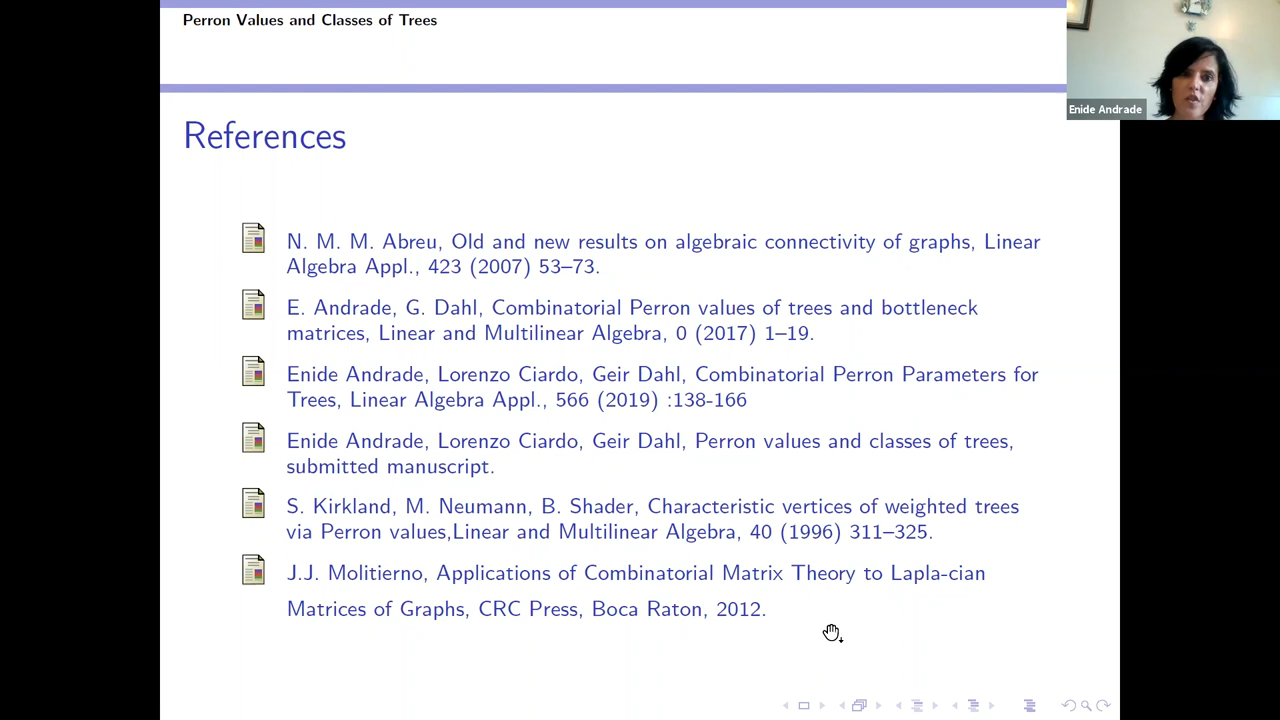 Perron Values and Classes of Trees
Enide Andrade
References
N. M. M. Abreu, Old and new results on algebraic connectivity of graphs, Linear
Algebra Appl., 423 (2007) 53–73.
E. Andrade, G. Dahl, Combinatorial Perron values of trees and bottleneck
matrices, Linear and Multilinear Algebra, 0 (2017) 1–19.
Enide Andrade, Lorenzo Ciardo, Geir Dahl, Combinatorial Perron Parameters for
Trees, Linear Algebra Appl., 566 (2019) :138-166
Enide Andrade, Lorenzo Ciardo, Geir Dahl, Perron values and classes of trees,
submitted manuscript.
S. Kirkland, M. Neumann, B. Shader, Characteristic vertices of weighted trees
via Perron values,Linear and Multilinear Algebra, 40 (1996) 311–325.
J.J. Molitierno, Applications of Combinatorial Matrix Theory to Lapla-cian
Matrices of Graphs, CRC Press, Boca Raton, 2012.